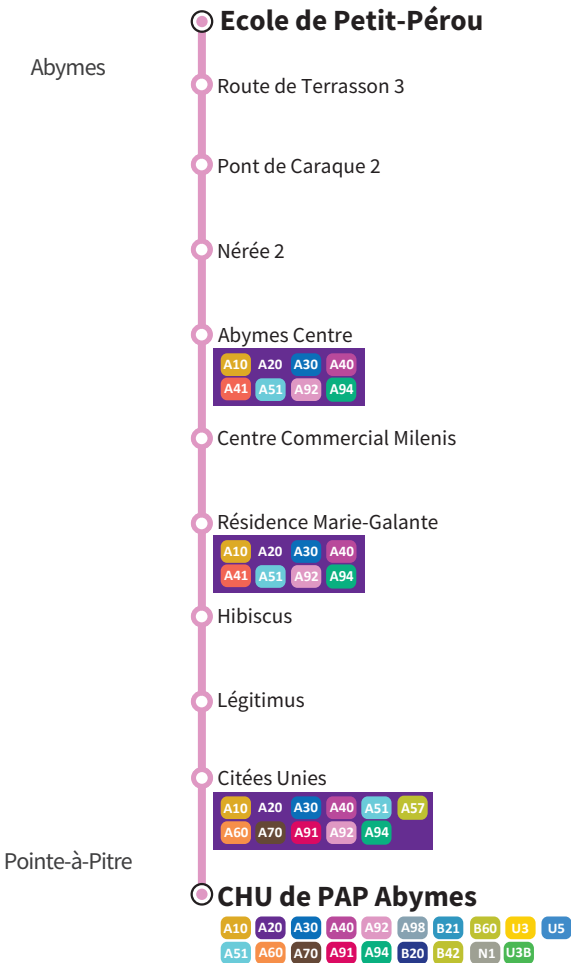 Ecole de Petit-Pérou
Abymes
Route de Terrasson 3
Pont de Caraque 2
Nérée 2
Abymes Centre
A10 A20 A30 A40
A41 A51 A92 A94
Centre Commercial Milenis
Résidence Marie-Galante
A10 A20 A30 A40
A41 A51 A92 A94
Hibiscus
Légitimus
Citées Unies
A10 A20 A30 A40 A51 A57
A60 A70 A91 A92 A94
Pointe-à-Pitre
CHU de PAP Abymes
A10 A20 A30 A40 A92 A98 B21 B60 U3 U5
A51 A60 A70 A91 A94 B20 B42 N1 U3B